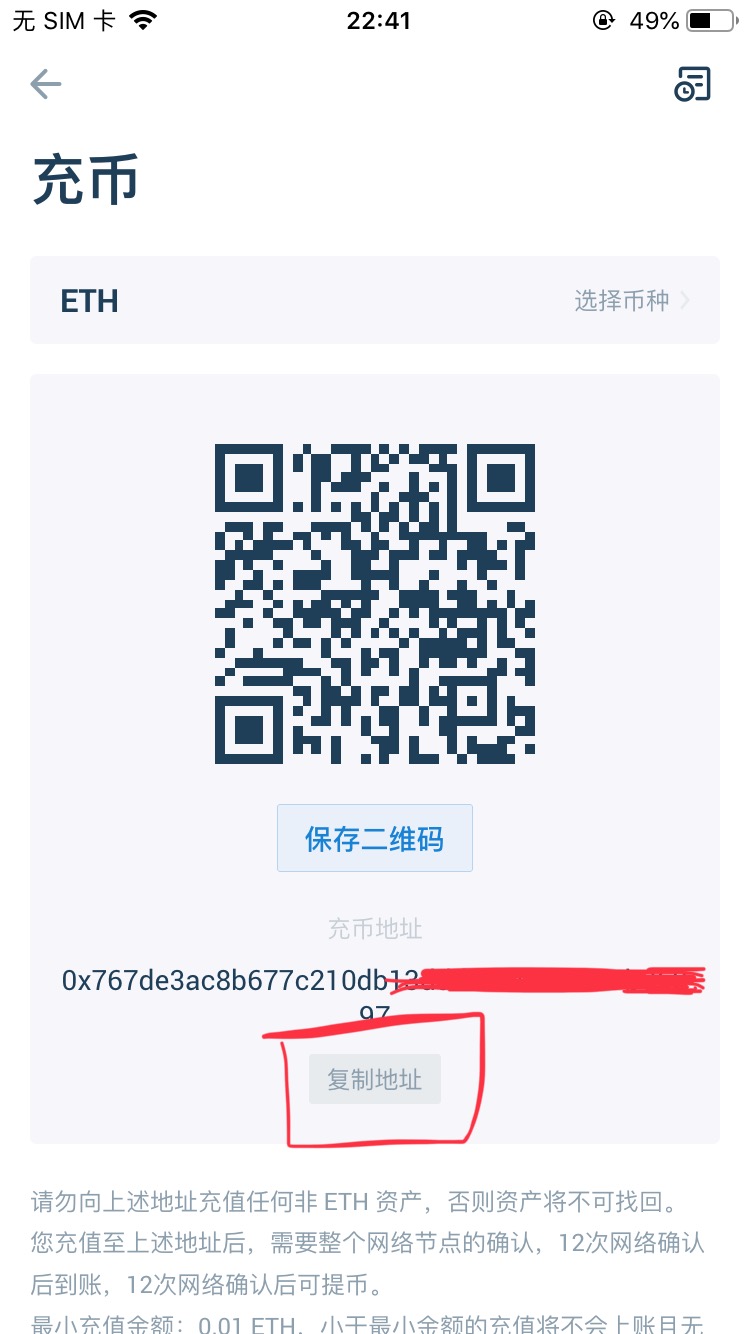 无 SIM 卡
22:41
49%
充币
ETH
选择币种
保存二维码
充币地址
0x767de3ac8b677c210db13
97
复制地址
请勿向上述地址充值任何非 ETH 资产，否则资产将不可找回。
您充值至上述地址后，需要整个网络节点的确认，12次网络确认
后到账，12次网络确认后可提币。
最小充值金额：0.01 ETH，小于最小金额的充值将不会上账且无